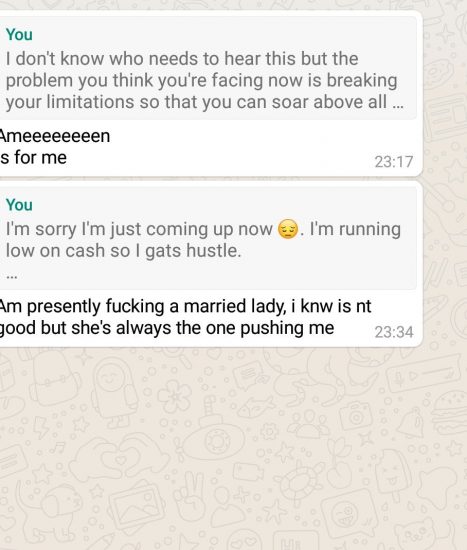 You
I don't know who needs to hear this but the
problem you think you're facing now is breaking
your limitations so that you can soar above all ...
Ameeeeeeeen
s for me
23:17
You
I'm sorry I'm just coming up now 😔. I'm running
low on cash so I gats hustle.
...
Am presently fucking a married lady, i knw is nt
good but she's always the one pushing me
23:34